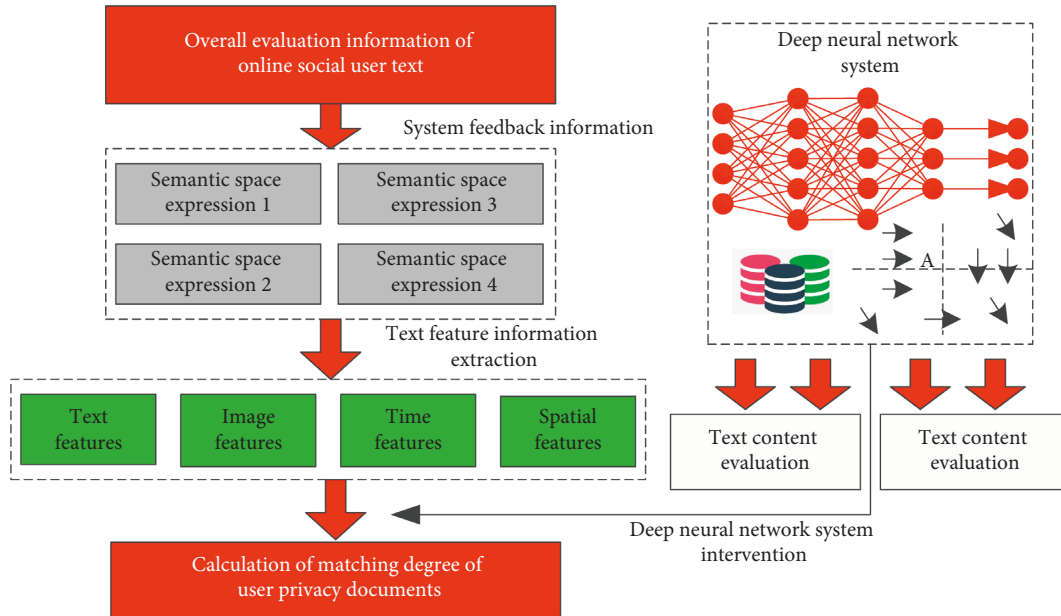 Overall evaluation information of
online social user text
System feedback information
Semantic space
expression 1
Semantic space
expression 3
Semantic space
expression 2
Semantic space
expression 4
Text feature information
extraction
Text
features
Image
features
Time
features
Spatial
features
Calculation of matching degree of
user privacy documents
Deep neural network
system
A
Text content
evaluation
Text content
evaluation
Deep neural network system
intervention